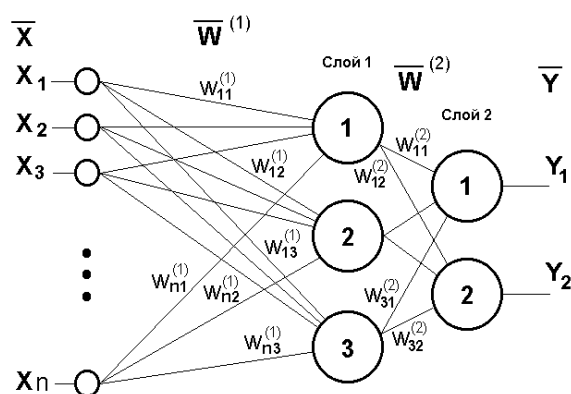 X̅ W̅⁽¹⁾ Слой 1 W̅⁽²⁾ Y̅
Слой 2
X₁ W₁₁⁽¹⁾
X₂ 1 W₁₁⁽²⁾
X₃ W₁₂⁽¹⁾ W₁₂⁽²⁾ 1 Y₁
W₁₃⁽¹⁾ 2
Wₙ₁⁽¹⁾ Wₙ₂⁽¹⁾ W₃₁⁽²⁾ 2 Y₂
Wₙ₃⁽¹⁾ 3 W₃₂⁽²⁾
Xn